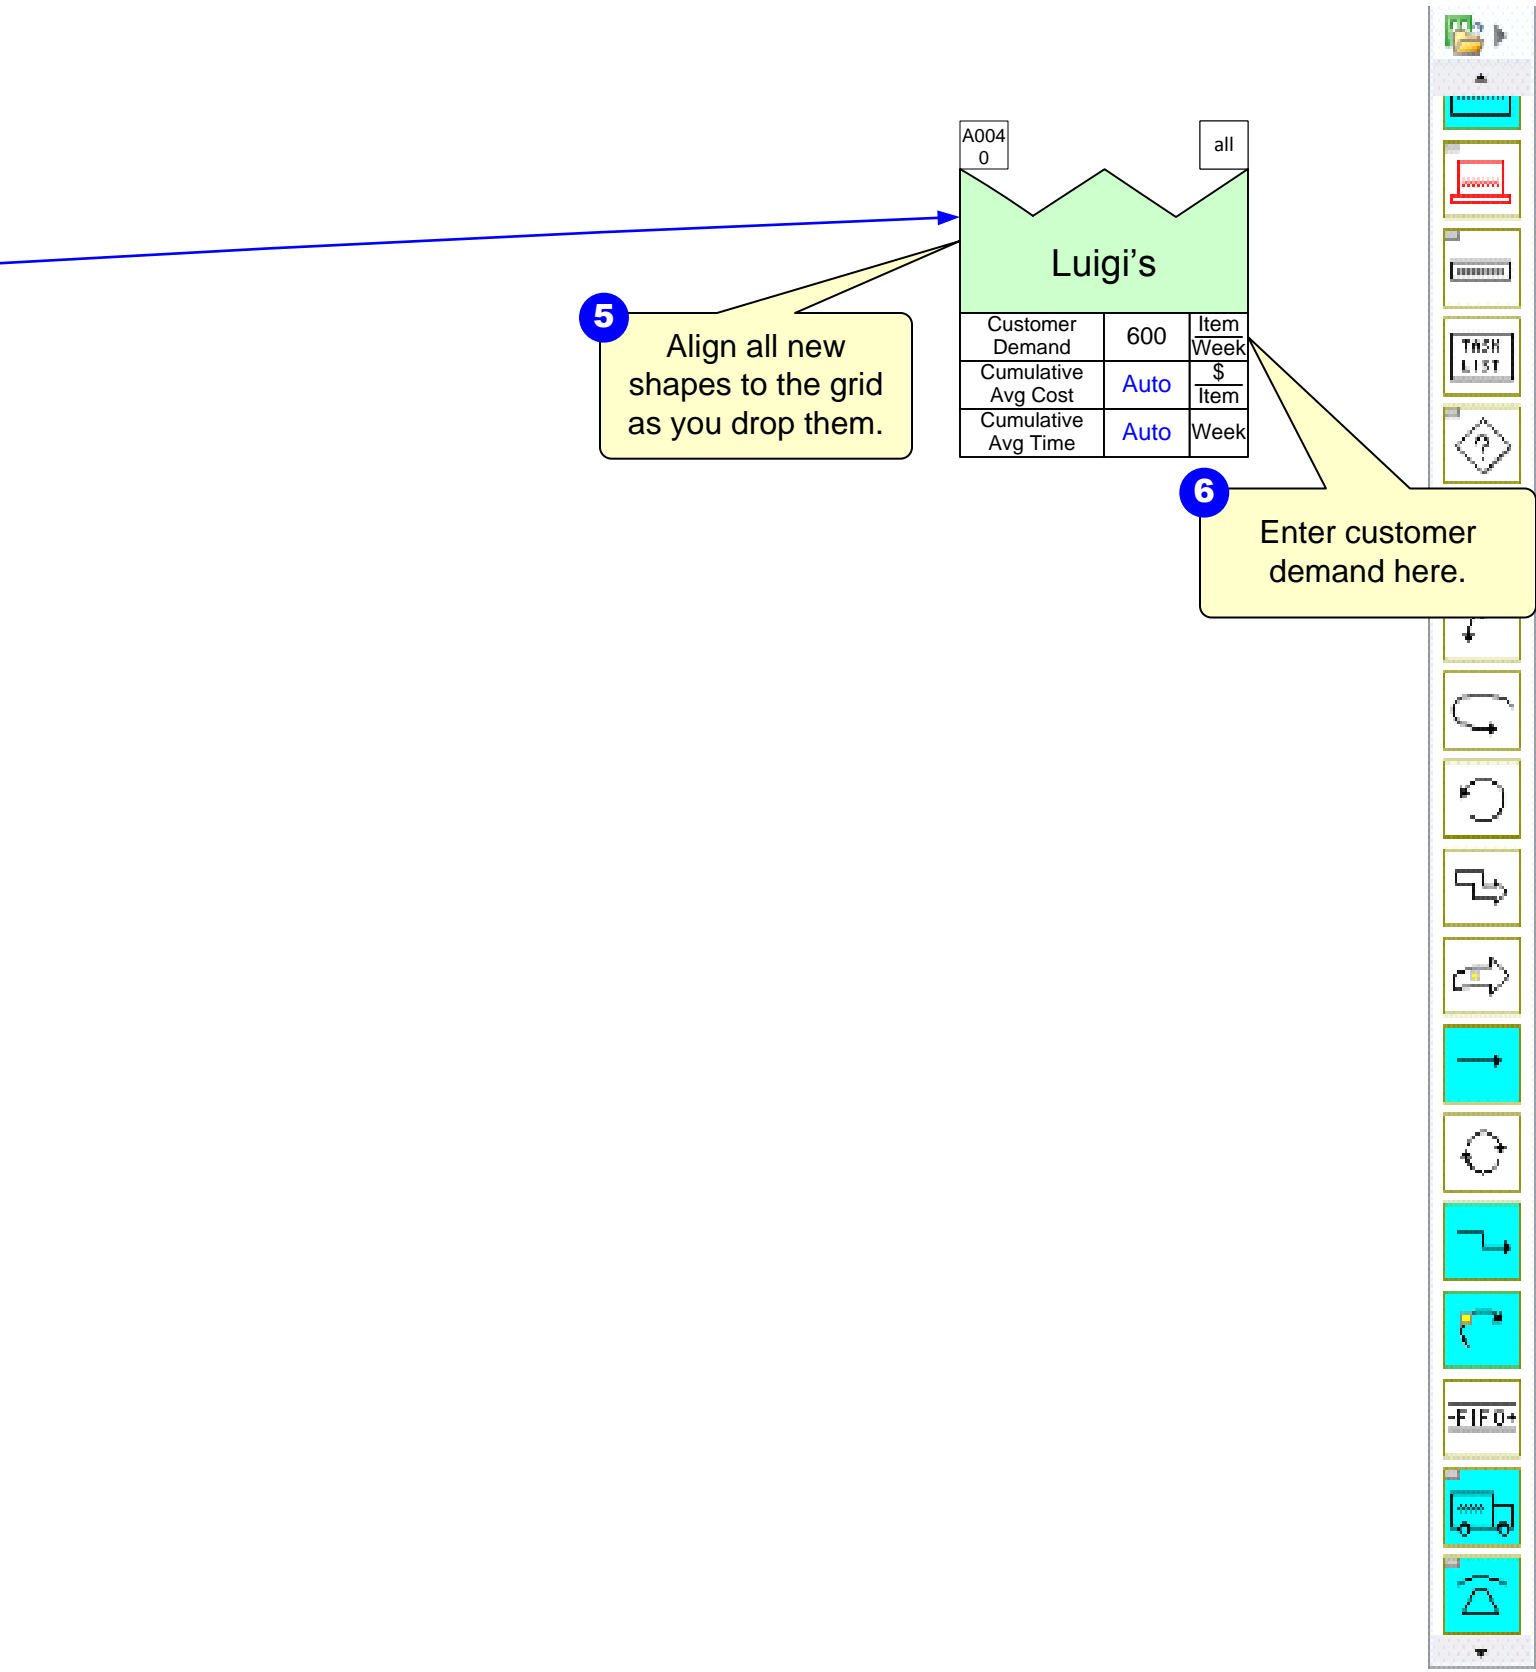 A004
0
all
Luigi's
5
Align all new
shapes to the grid
as you drop them.
Customer
Demand
600
Item
Week
Cumulative
Avg Cost
Auto
$
Item
Cumulative
Avg Time
Auto
Week
6
Enter customer
demand here.
TASK
LIST
?
-FIFO→